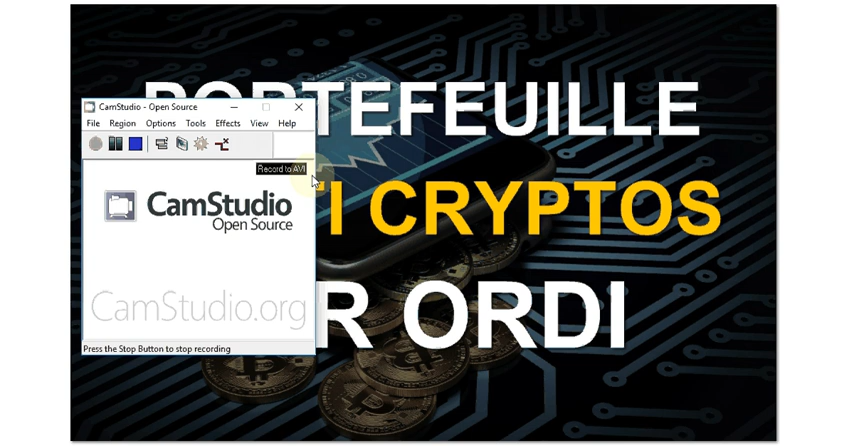 PORTEFEUILLE
TI CRYPTOS
R ORDI
CamStudio - Open Source
File Region Options Tools Effects View Help
Record to AVI
CamStudio
Open Source
CamStudio.org
Press the Stop Button to stop recording